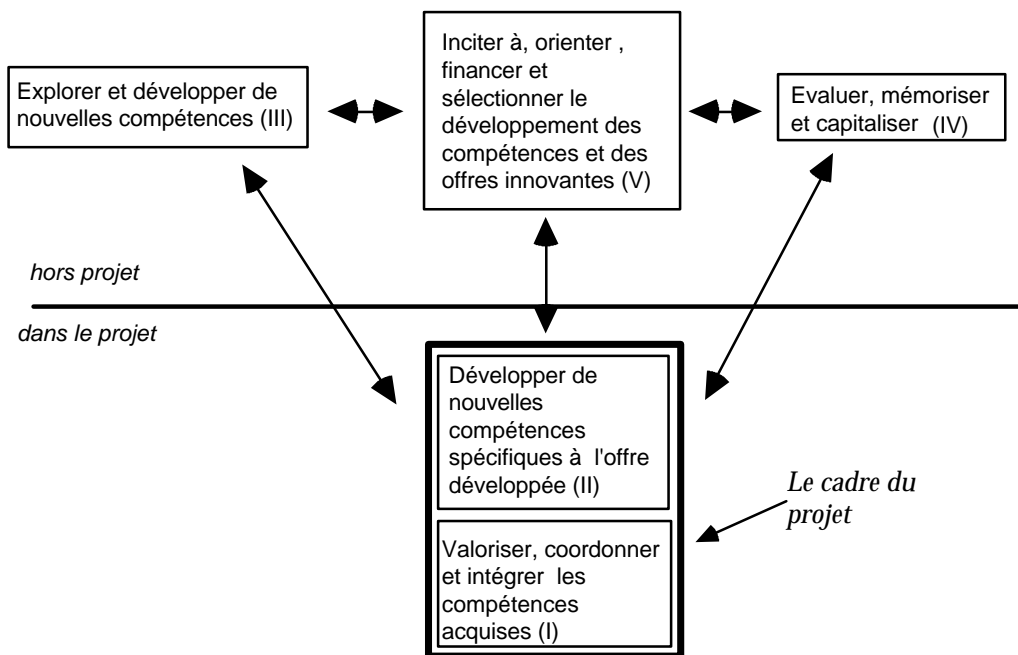 Inciter à, orienter ,
financer et
sélectionner le
développement des
compétences et des
offres innovantes (V)
Explorer et développer de
nouvelles compétences (III)
Evaluer, mémoriser
et capitaliser (IV)
hors projet
dans le projet
Développer de
nouvelles
compétences
spécifiques à l'offre
développée (II)
Le cadre du
projet
Valoriser, coordonner
et intégrer les
compétences
acquises (I)